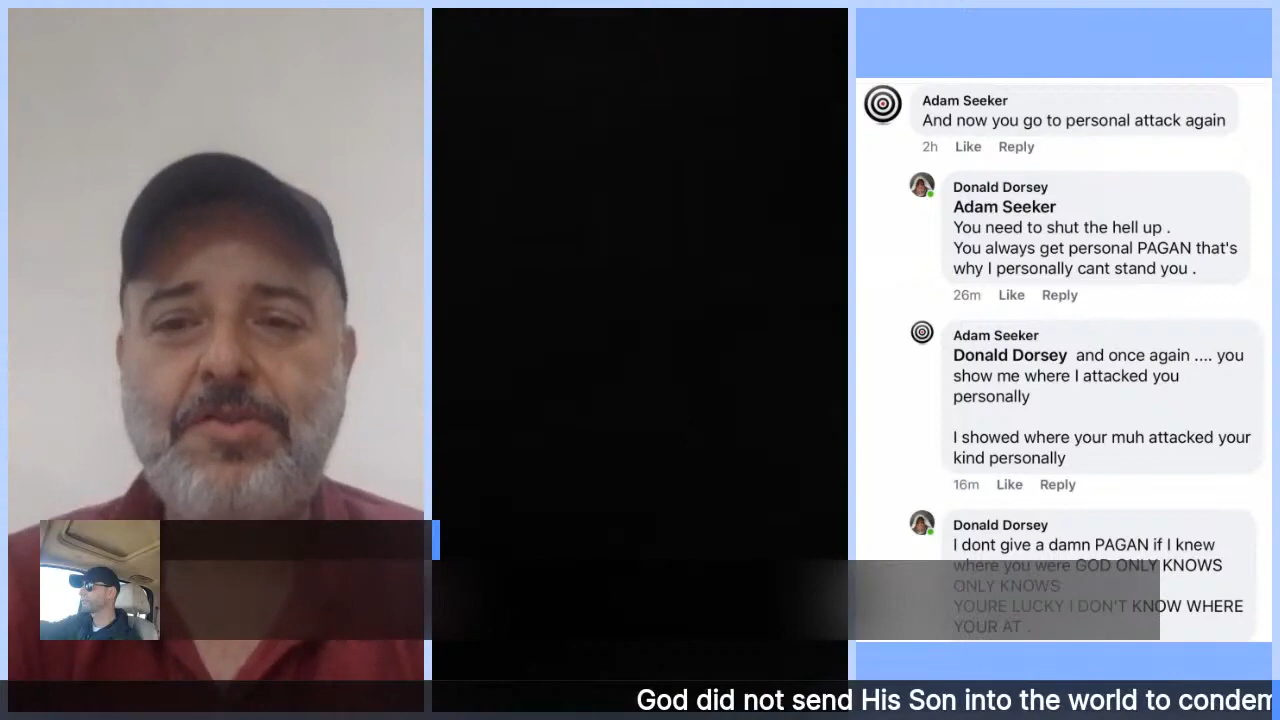 Adam Seeker
And now you go to personal attack again
2h Like Reply
Donald Dorsey
Adam Seeker
You need to shut the hell up .
You always get personal PAGAN that's
why I personally cant stand you .
26m Like Reply
Adam Seeker
Donald Dorsey and once again .... you
show me where I attacked you
personally
I showed where your muh attacked your
kind personally
16m Like Reply
Donald Dorsey
I dont give a damn PAGAN if I knew
where you were GOD ONLY KNOWS
ONLY KNOWS
YOURE LUCKY I DON'T KNOW WHERE
YOUR AT .
God did not send His Son into the world to condem